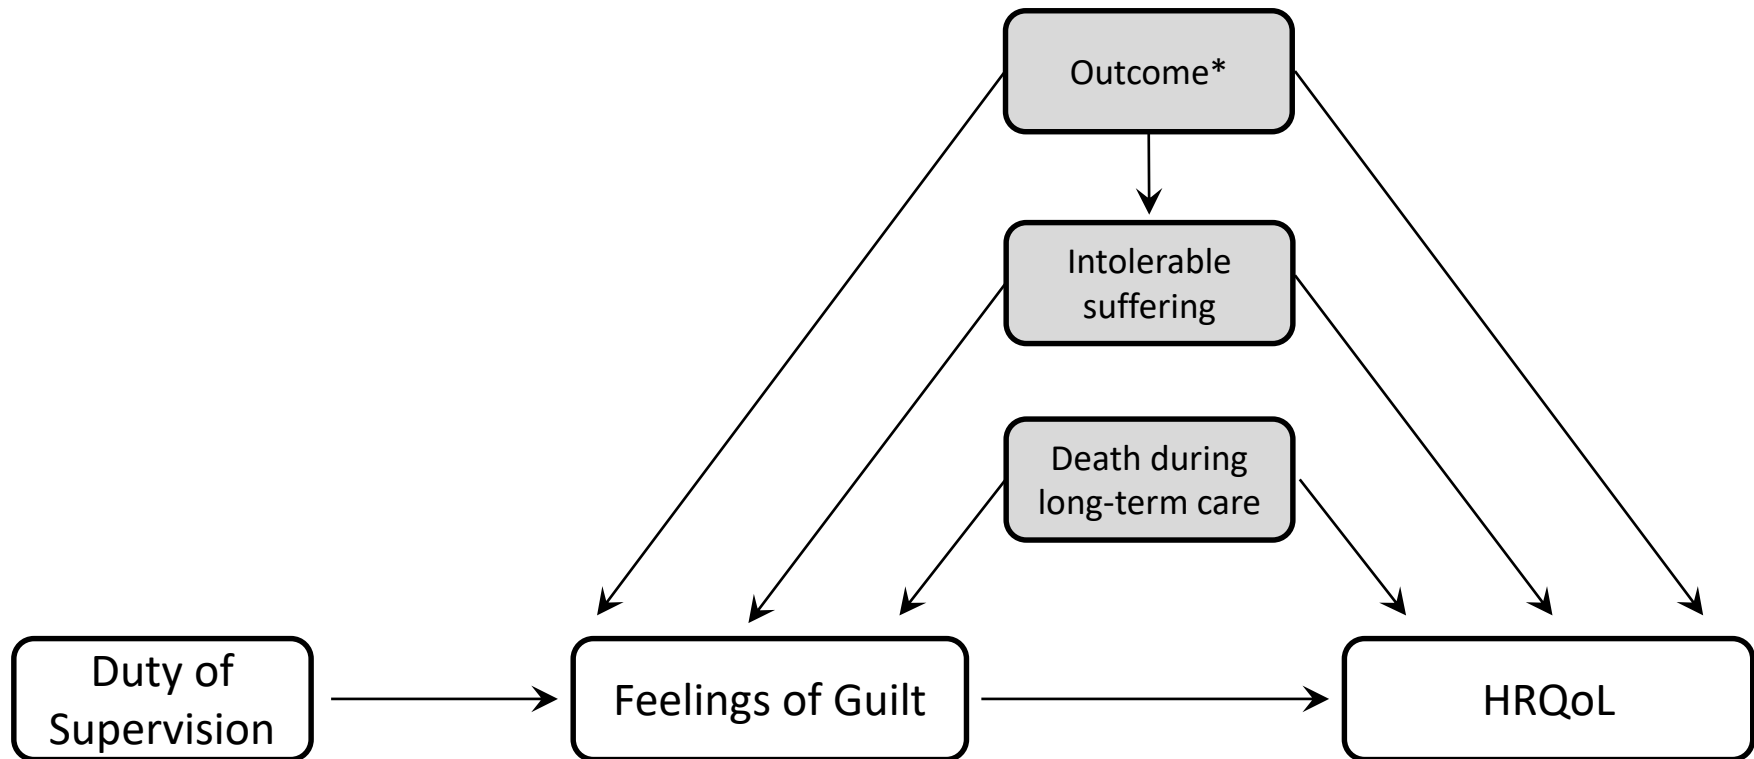 Outcome*
Intolerable
suffering
Death during
long-term care
Duty of
Supervision
Feelings of Guilt
HRQoL